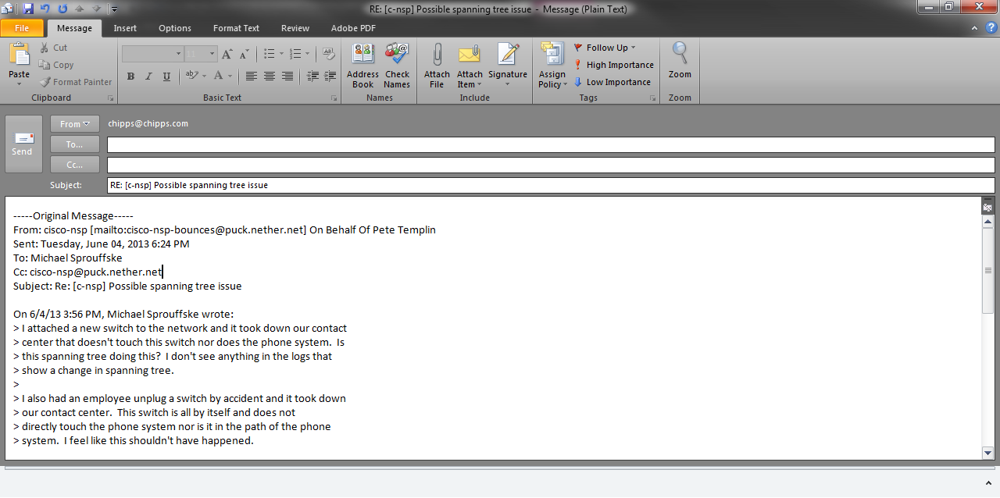 RE: [c-nsp] Possible spanning tree issue - Message (Plain Text)
File Message Insert Options Format Text Review Adobe PDF
Paste
Cut
Copy
Format Painter
Clipboard
11
B I U
Basic Text
Address Book
Check Names
Names
Attach File
Attach Item
Signature
Include
Assign Policy
Follow Up
High Importance
Low Importance
Tags
Zoom
Zoom
Send
From chipps@chipps.com
To...
Cc...
Subject: RE: [c-nsp] Possible spanning tree issue
-----Original Message-----
From: cisco-nsp [mailto:cisco-nsp-bounces@puck.nether.net] On Behalf Of Pete Templin
Sent: Tuesday, June 04, 2013 6:24 PM
To: Michael Sprouffske
Cc: cisco-nsp@puck.nether.net
Subject: Re: [c-nsp] Possible spanning tree issue
On 6/4/13 3:56 PM, Michael Sprouffske wrote:
> I attached a new switch to the network and it took down our contact
> center that doesn't touch this switch nor does the phone system.  Is
> this spanning tree doing this?  I don't see anything in the logs that
> show a change in spanning tree.
>
> I also had an employee unplug a switch by accident and it took down
> our contact center.  This switch is all by itself and does not
> directly touch the phone system nor is it in the path of the phone
> system.  I feel like this shouldn't have happened.